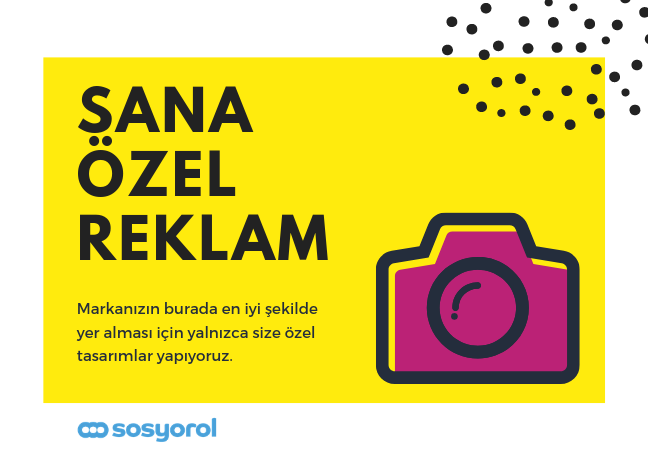 SANA
ÖZEL
REKLAM
Markanızın burada en iyi şekilde
yer alması için yalnızca size özel
tasarımlar yapıyoruz.
sosyorol